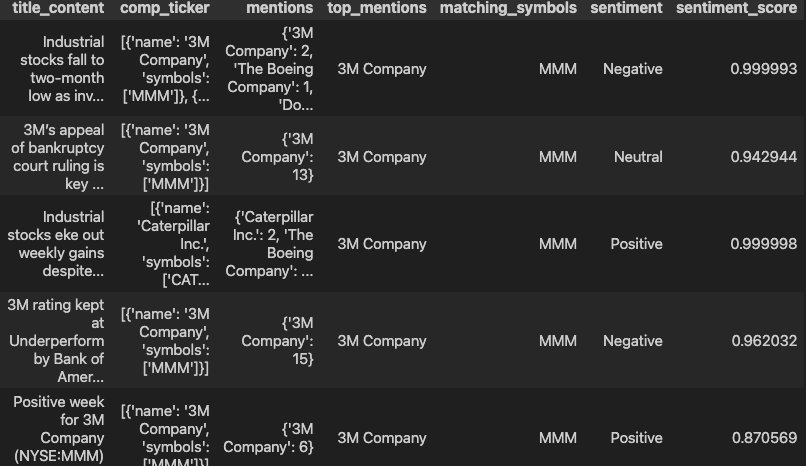 title_content comp_ticker mentions top_mentions matching_symbols sentiment sentiment_score
Industrial stocks fall to two-month low as inv... [{'name': '3M Company', 'symbols': ['MMM']}, {... {'3M Company': 2, 'The Boeing Company': 1, 'Do... 3M Company MMM Negative 0.999993
3M's appeal of bankruptcy court ruling is key ... [{'name': '3M Company', 'symbols': ['MMM']}] {'3M Company': 13} 3M Company MMM Neutral 0.942944
Industrial stocks eke out weekly gains despite... [{'name': 'Caterpillar Inc.', 'symbols': ['CAT... {'Caterpillar Inc.': 2, 'The Boeing Company': ... 3M Company MMM Positive 0.999998
3M rating kept at Underperform by Bank of Amer... [{'name': '3M Company', 'symbols': ['MMM']}] {'3M Company': 15} 3M Company MMM Negative 0.962032
Positive week for 3M Company (NYSE:MMM) [{'name': '3M Company', 'symbols': ['MMM']}] {'3M Company': 6} 3M Company MMM Positive 0.870569